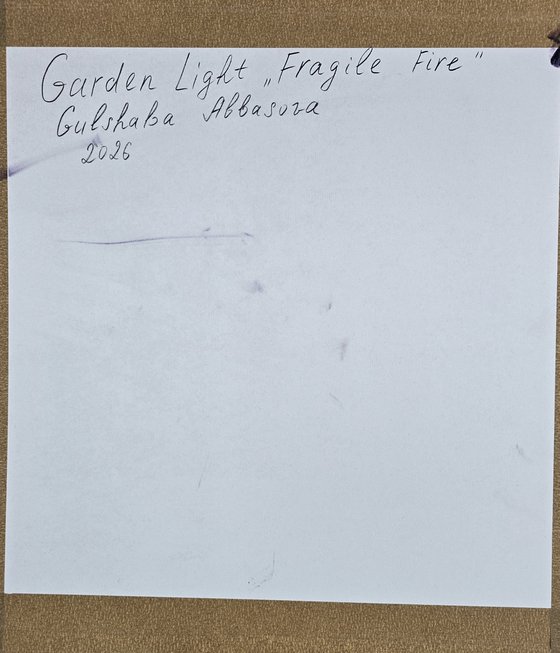 Garden Light „Fragile Fire"
Gulshaba Abbasova
2026